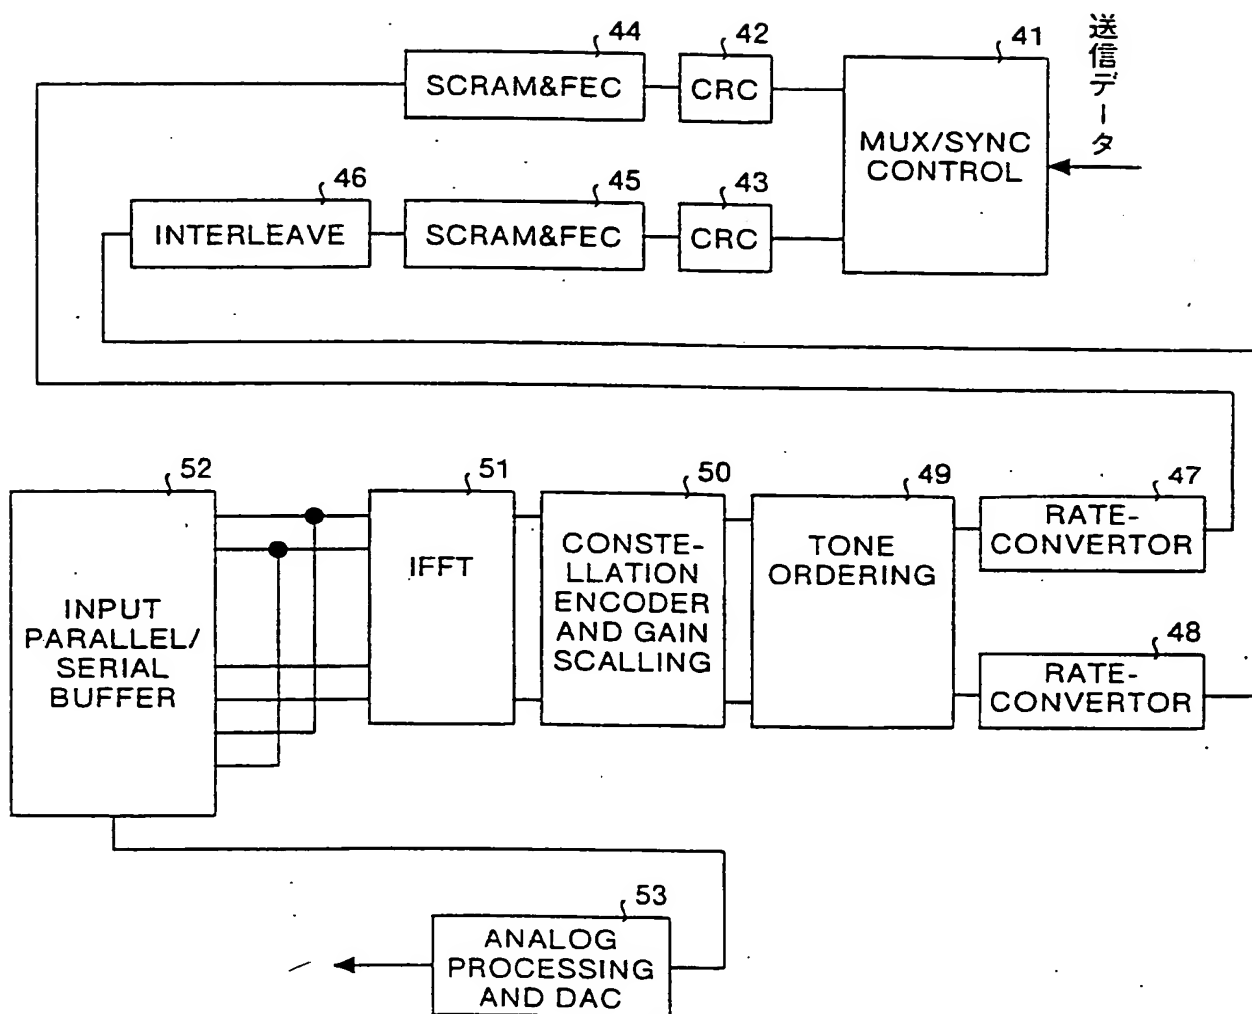 44
42
41
送信データ
SCRAM&FEC
CRC
MUX/SYNC
CONTROL
46
45
43
INTERLEAVE
SCRAM&FEC
CRC
52
51
50
49
47
INPUT
PARALLEL/
SERIAL
BUFFER
IFFT
CONSTE-
LLATION
ENCODER
AND GAIN
SCALLING
TONE
ORDERING
RATE-
CONVERTOR
48
RATE-
CONVERTOR
53
ANALOG
PROCESSING
AND DAC